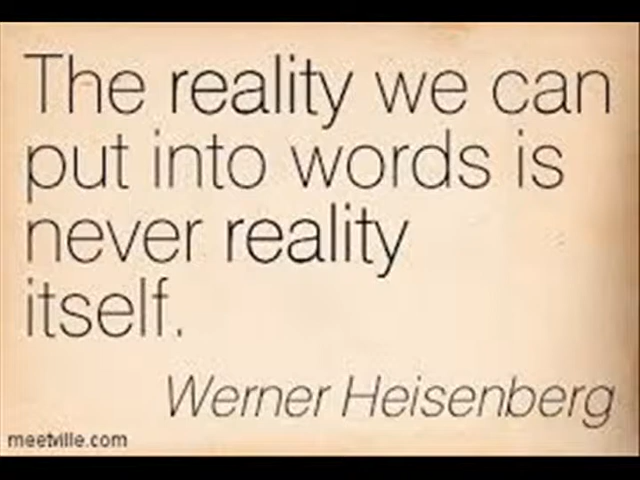 The reality we can
put into words is
never reality
itself.
Werner Heisenberg
meetville.com